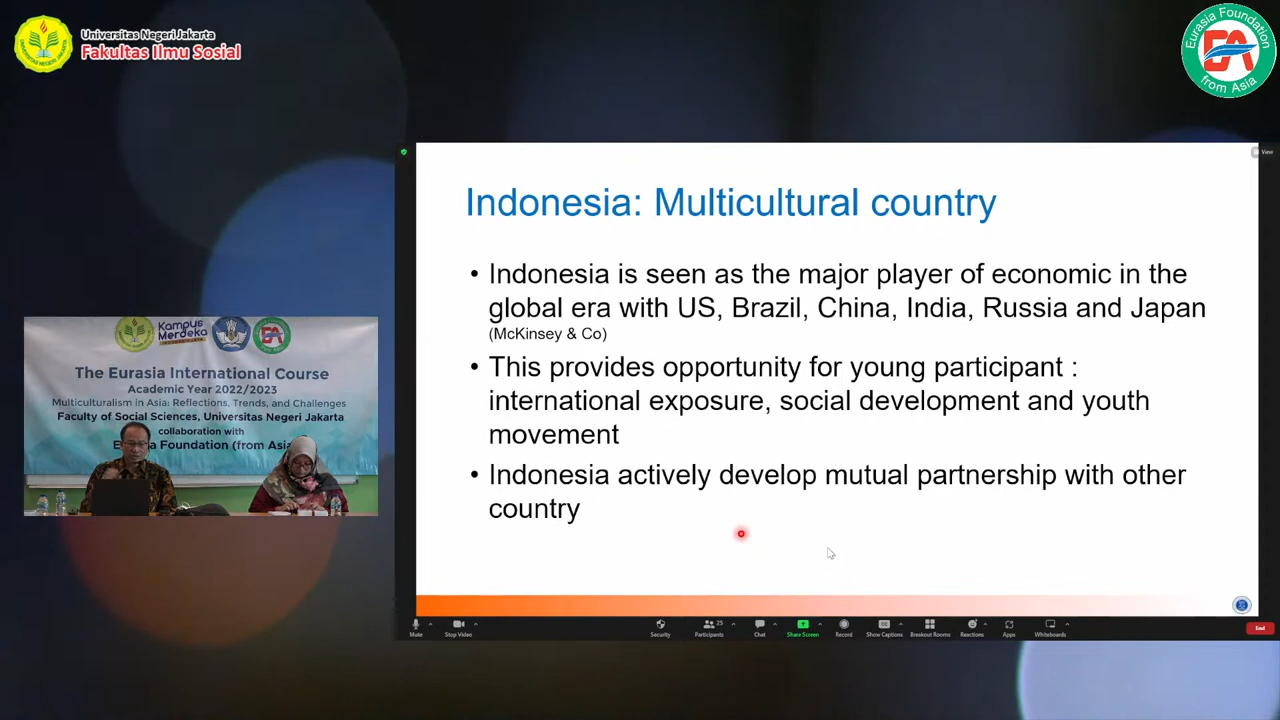 Universitas Negeri Jakarta
Fakultas Ilmu Sosial
Eurasia Foundation
EA
from Asia
View
Indonesia: Multicultural country
• Indonesia is seen as the major player of economic in the
global era with US, Brazil, China, India, Russia and Japan
(McKinsey & Co)
• This provides opportunity for young participant :
international exposure, social development and youth
movement
• Indonesia actively develop mutual partnership with other
country
Kampus
Merdeka
The Eurasia International Course
Academic Year 2022/2023
Multiculturalism in Asia: Reflections, Trends, and Challenges
Faculty of Social Sciences, Universitas Negeri Jakarta
collaboration with
Foundation (from Asia
Mute
Stop Video
Security
Participants
25
Chat
Share Screen
Record
Show Captions
Breakout Rooms
Reactions
Apps
Whiteboards
End